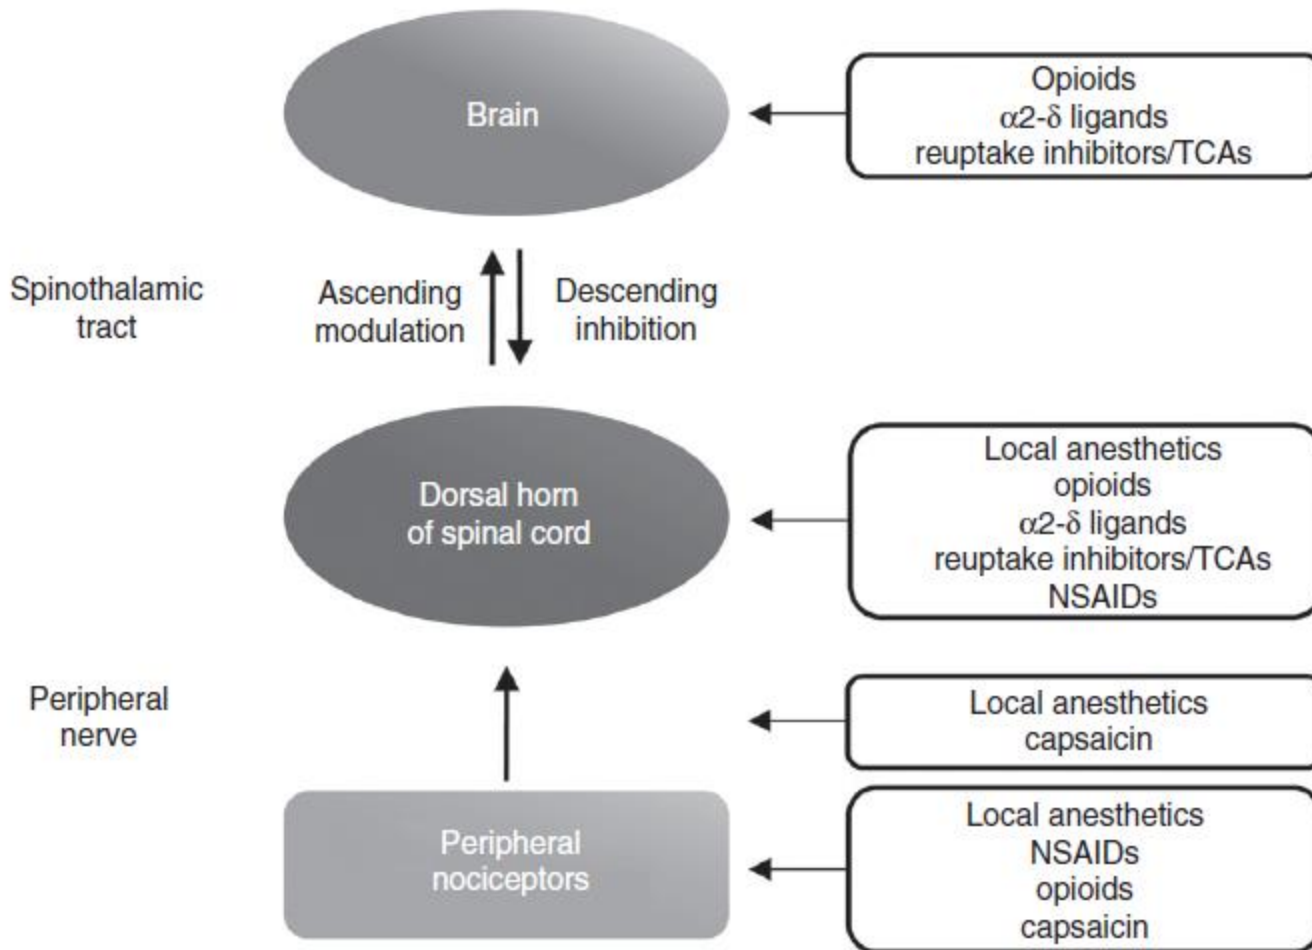 Brain
Opioids
α2-δ ligands
reuptake inhibitors/TCAs
Spinothalamic
tract
Ascending
modulation
Descending
inhibition
Dorsal horn
of spinal cord
Local anesthetics
opioids
α2-δ ligands
reuptake inhibitors/TCAs
NSAIDs
Peripheral
nerve
Local anesthetics
capsaicin
Peripheral
nociceptors
Local anesthetics
NSAIDs
opioids
capsaicin